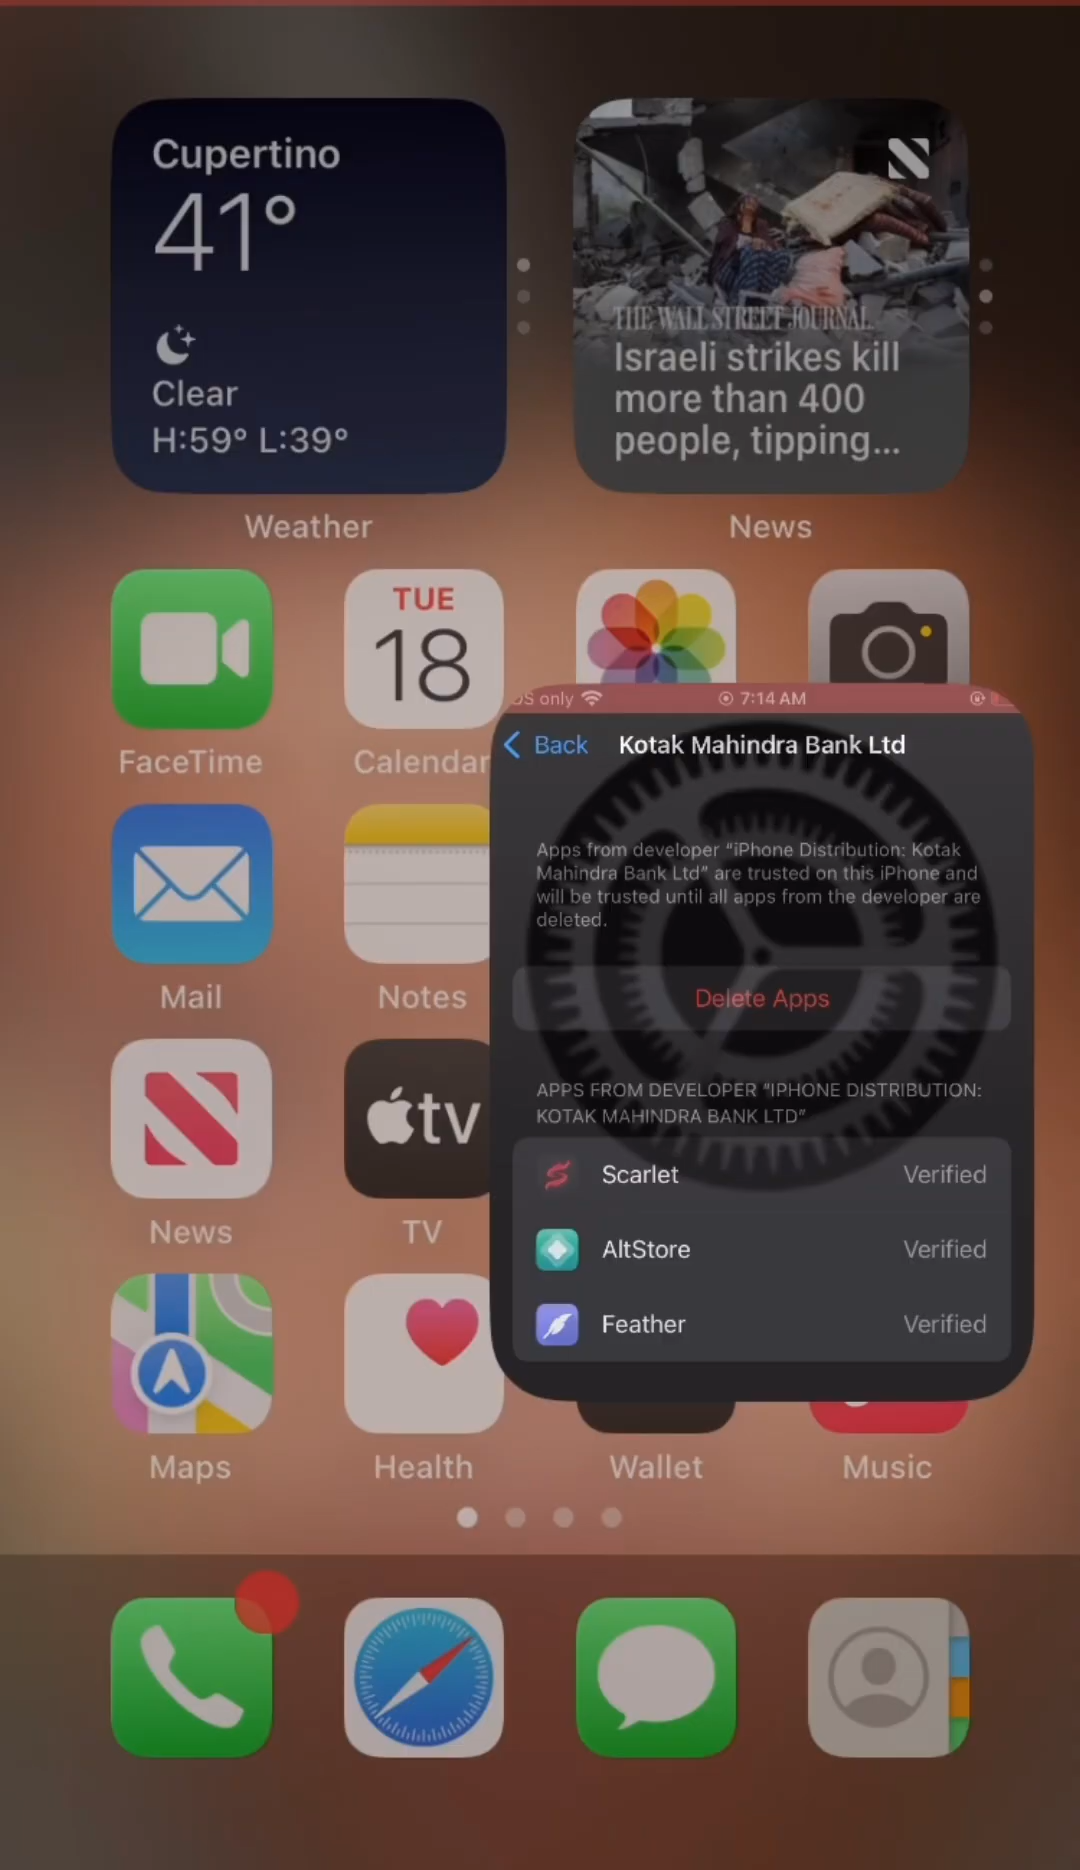 Cupertino
41°
Clear
H:59° L:39°
Weather
THE WALL STREET JOURNAL.
Israeli strikes kill
more than 400
people, tipping...
News
FaceTime
TUE
18
Calendar
Mail
Notes
News
tv
TV
Maps
Health
Wallet
Music
OS only
7:14 AM
Back
Kotak Mahindra Bank Ltd
Apps from developer “iPhone Distribution: Kotak
Mahindra Bank Ltd” are trusted on this iPhone and
will be trusted until all apps from the developer are
deleted.
Delete Apps
APPS FROM DEVELOPER “IPHONE DISTRIBUTION:
KOTAK MAHINDRA BANK LTD”
Scarlet Verified
AltStore Verified
Feather Verified